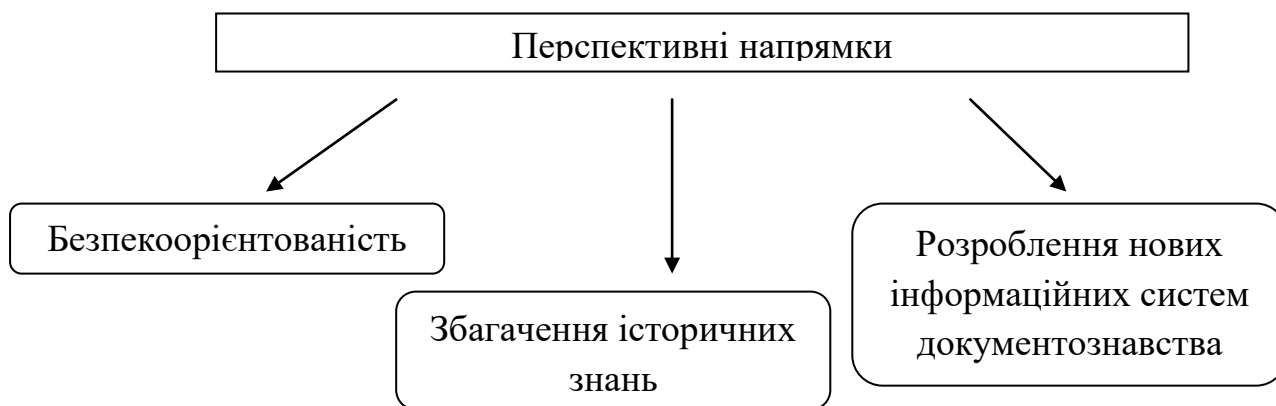 Перспективні напрямки
Безпекоорієнтованість
Збагачення історичних
знань
Розроблення нових
інформаційних систем
документознавства